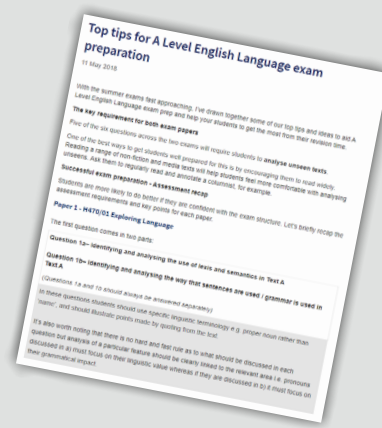 Top tips for A Level English Language exam
preparation
11 May 2018
With the summer exams fast approaching, I've drawn together some of our top tips and ideas to aid A
Level English Language exam prep and help your students to get the most from their revision time.
The key requirement for both exam papers
Five of the six questions across the two exams will require students to analyse unseen texts.
One of the best ways to get students well prepared for this is by encouraging them to read widely.
Reading a range of non-fiction and media texts will help students feel more comfortable with analysing
unseens. Ask them to regularly read and annotate a columnist, for example.
Successful exam preparation - Assessment recap
Students are more likely to do better if they are confident with the exam structure. Let's briefly recap the
assessment requirements and key points for each paper.
Paper 1 - H470/01 Exploring Language
The first question comes in two parts:
Question 1a– Identifying and analysing the use of lexis and semantics in Text A
Question 1b– Identifying and analysing the way that sentences are used / grammar is used in
Text A
(Questions 1a and 1b should always be answered separately)
In these questions students should use specific linguistic terminology e.g. proper noun rather than
'name', and should illustrate points made by quoting from the text.
It's also worth noting that there is no hard and fast rule as to what should be discussed in each
question but analysis of a particular feature should be clearly linked to the relevant area i.e. pronouns
discussed in a) must focus on their linguistic value whereas if they are discussed in b) it must focus on
their grammatical impact